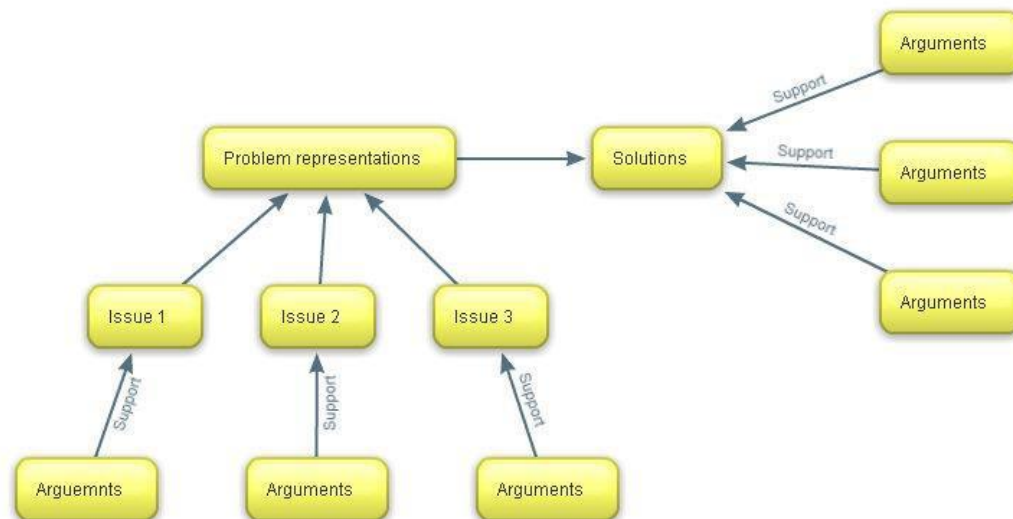 Arguments
Support
Problem representations
Solutions
Support
Arguments
Support
Arguments
Issue 1
Issue 2
Issue 3
Support
Support
Support
Arguemnts
Arguments
Arguments